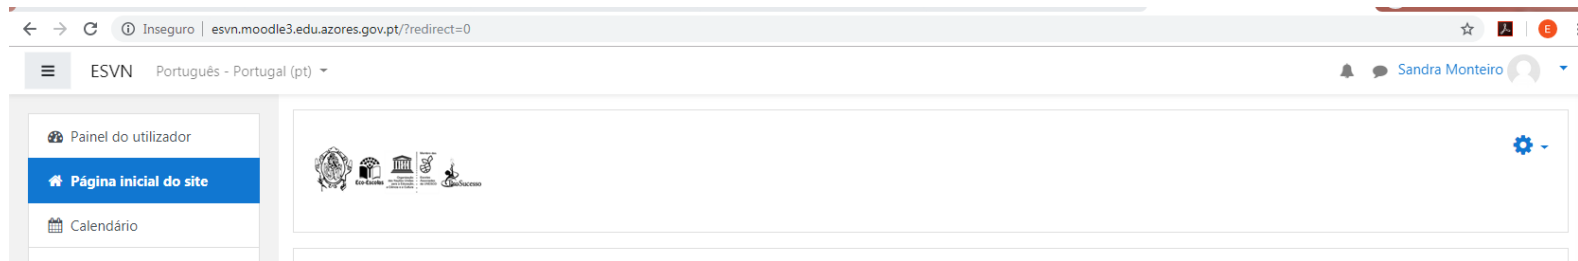 Inseguro | esvn.moodle3.edu.azores.gov.pt/?redirect=0
E
ESVN Português - Portugal (pt)
Sandra Monteiro
Painel do utilizador
Página inicial do site
Calendário
Eco-Escolas